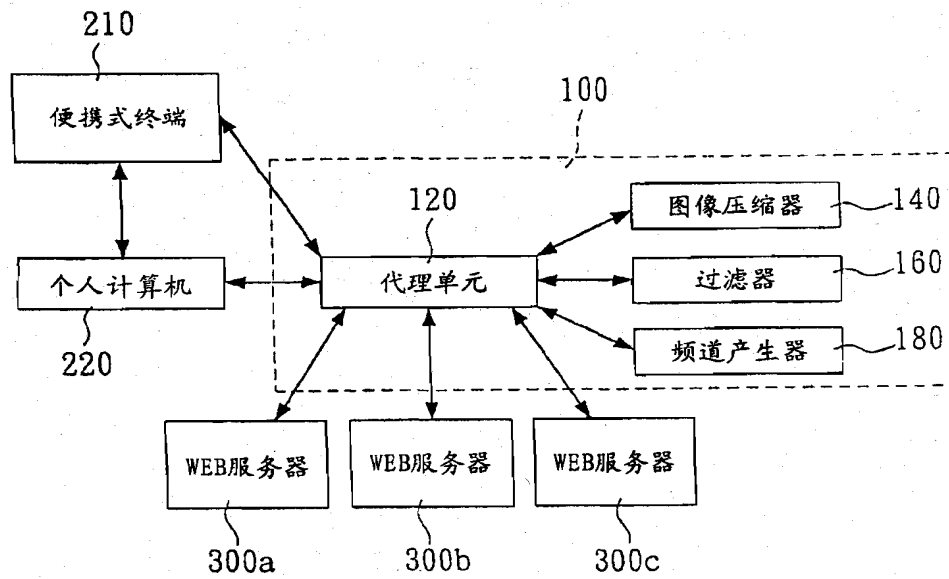 210
便携式终端
100
120
图像压缩器
140
个人计算机
代理单元
过滤器
160
220
频道产生器
180
WEB服务器
WEB服务器
WEB服务器
300a
300b
300c